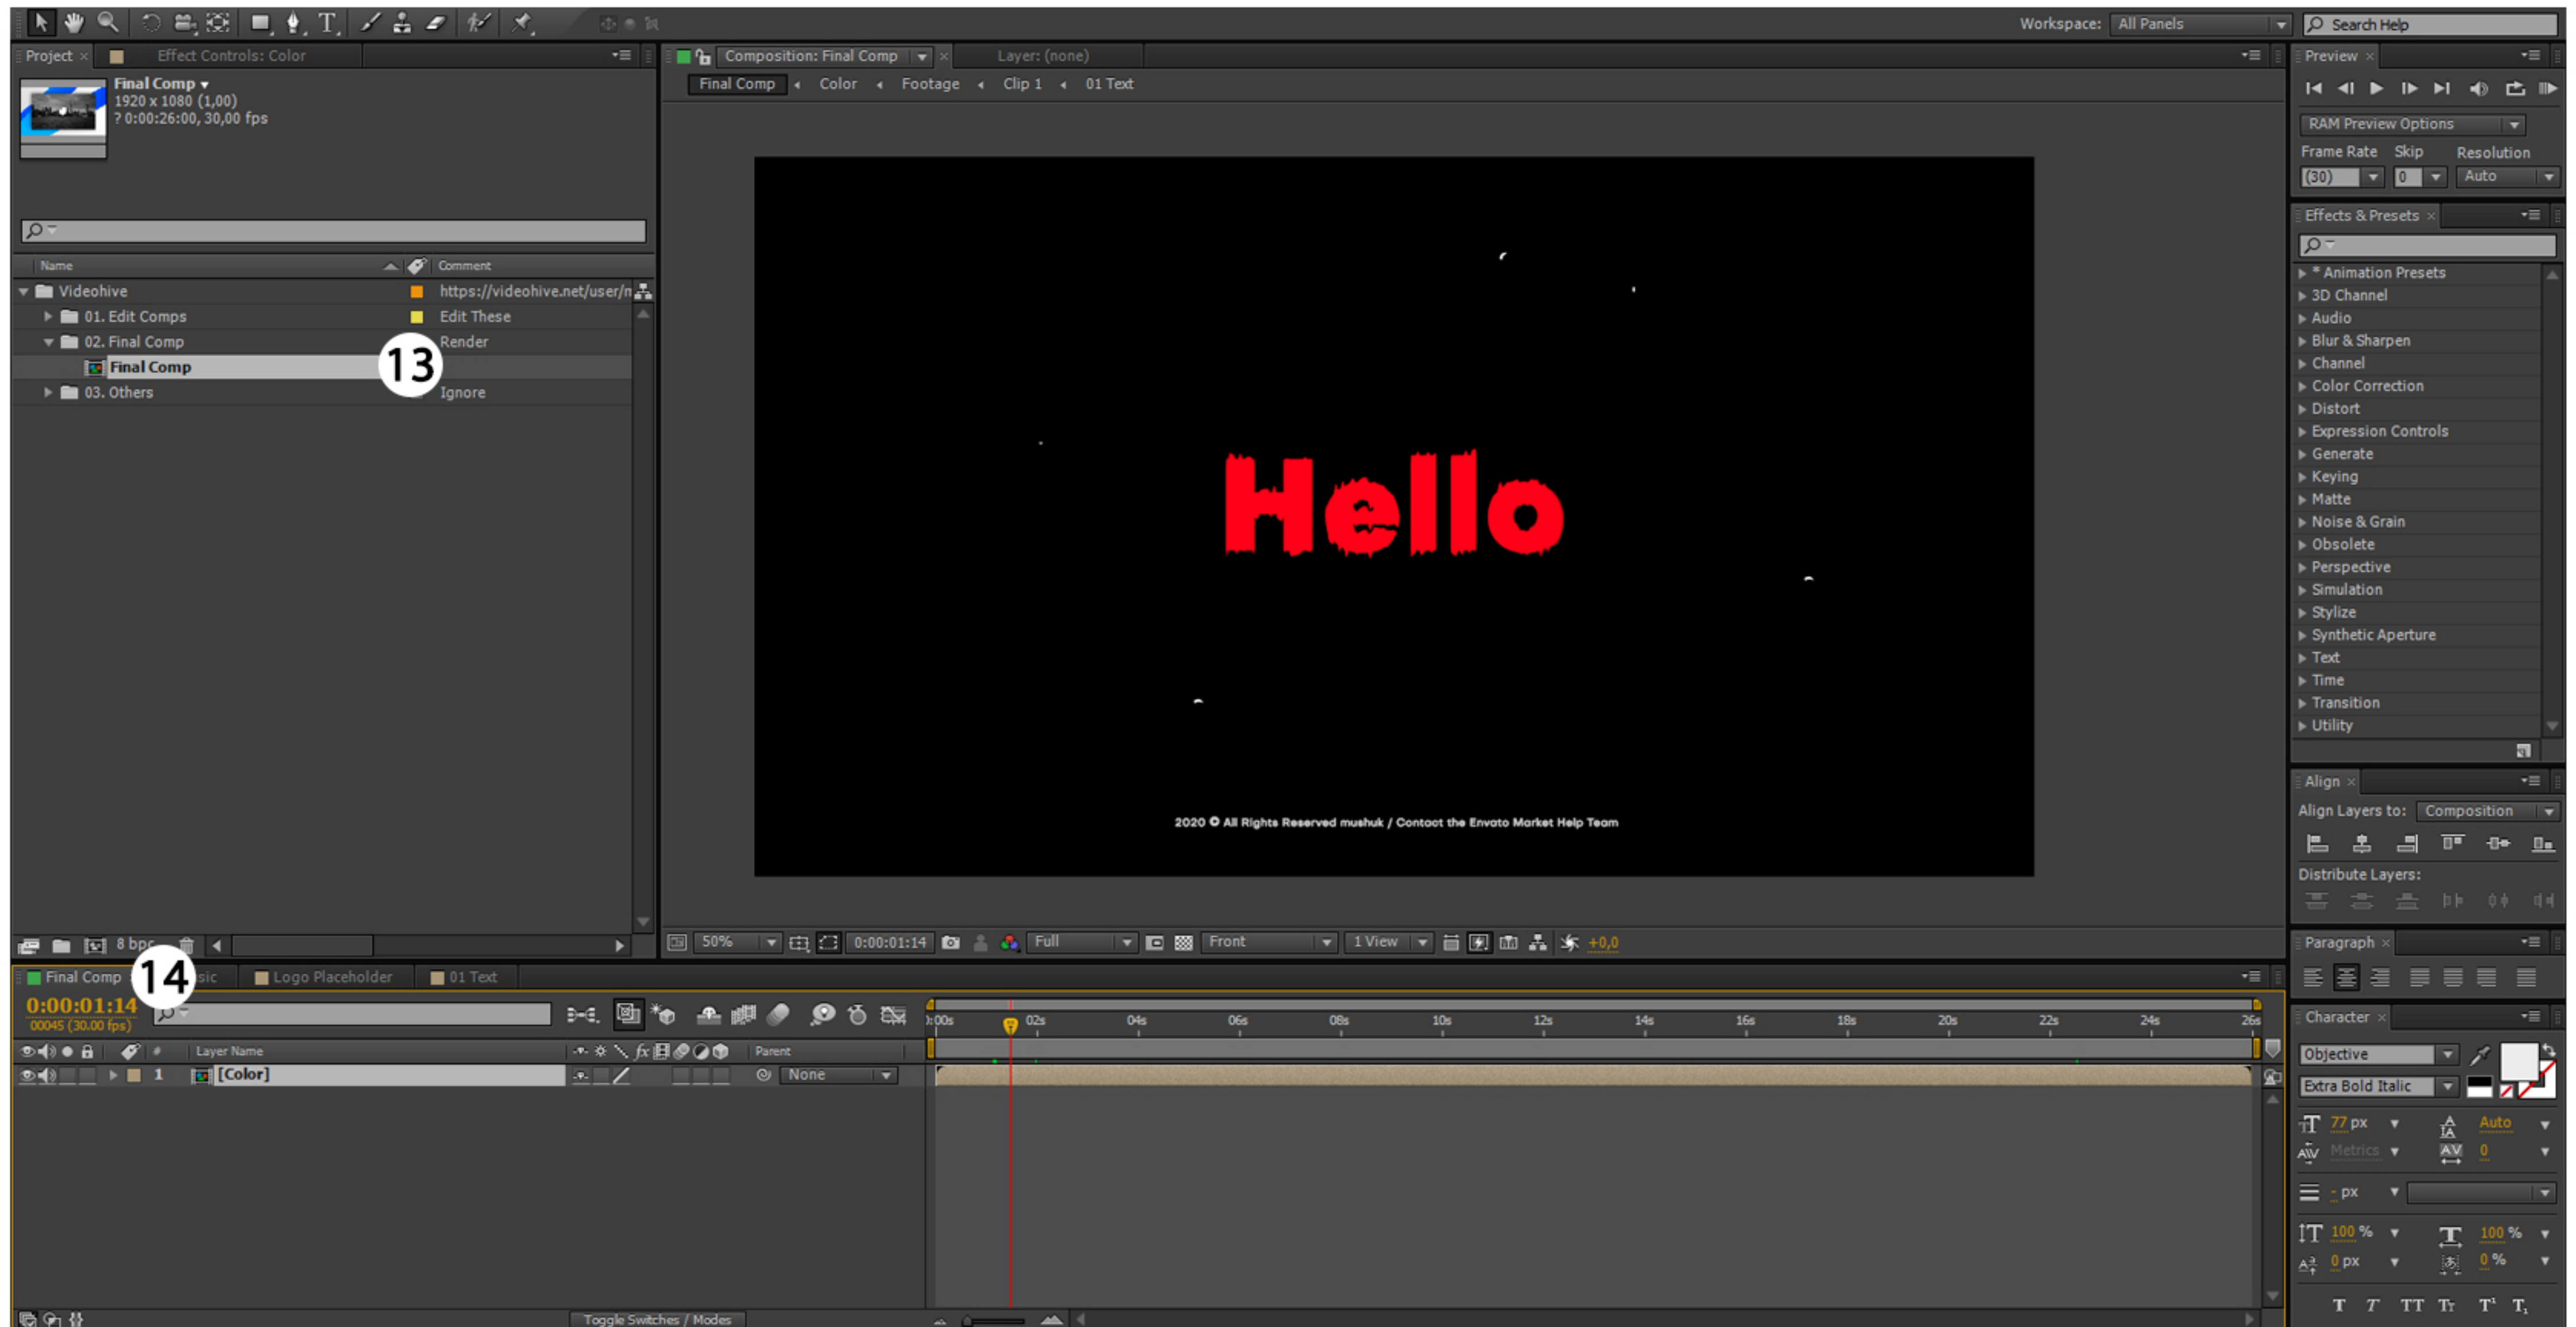 Workspace: All Panels
Search Help
Project × Effect Controls: Color
Composition: Final Comp × Layer: (none)
Preview ×
Final Comp
1920 x 1080 (1,00)
? 0:00:26:00, 30,00 fps
Final Comp Color Footage Clip 1 01 Text
RAM Preview Options
Frame Rate Skip Resolution
(30) 0 Auto
Effects & Presets ×
Name Comment
Videohive https://videohive.net/user/
01. Edit Comps Edit These
02. Final Comp Render
Final Comp
13
03. Others Ignore
* Animation Presets
3D Channel
Audio
Blur & Sharpen
Channel
Color Correction
Distort
Expression Controls
Generate
Keying
Matte
Noise & Grain
Obsolete
Perspective
Simulation
Stylize
Synthetic Aperture
Text
Time
Transition
Utility
Hello
2020 © All Rights Reserved mushuk / Contact the Envato Market Help Team
Align ×
Align Layers to: Composition
Distribute Layers:
8 bpc
50% 0:00:01:14 Full Front 1 View +0,0
Paragraph ×
Final Comp 14 Logo Placeholder 01 Text
0:00:01:14
00045 (30.00 fps)
:00s 02s 04s 06s 08s 10s 12s 14s 16s 18s 20s 22s 24s 26s
# Layer Name fx Parent
1 [Color] None
Toggle Switches / Modes
Character ×
Objective
Extra Bold Italic
77 px Auto
Metrics 0
- px
100 % 100 %
0 px 0 %
T T TT Tt T¹ T₁